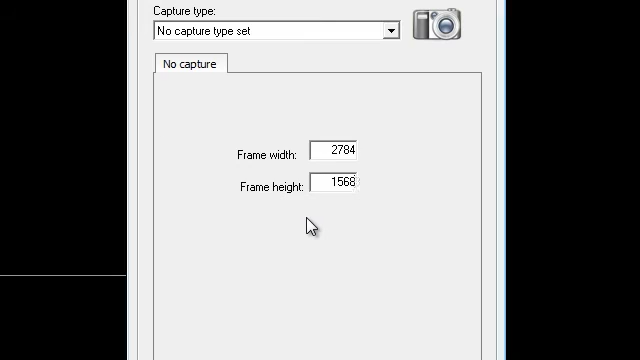 Capture type:
No capture type set
No capture
Frame width: 2784
Frame height: 1568